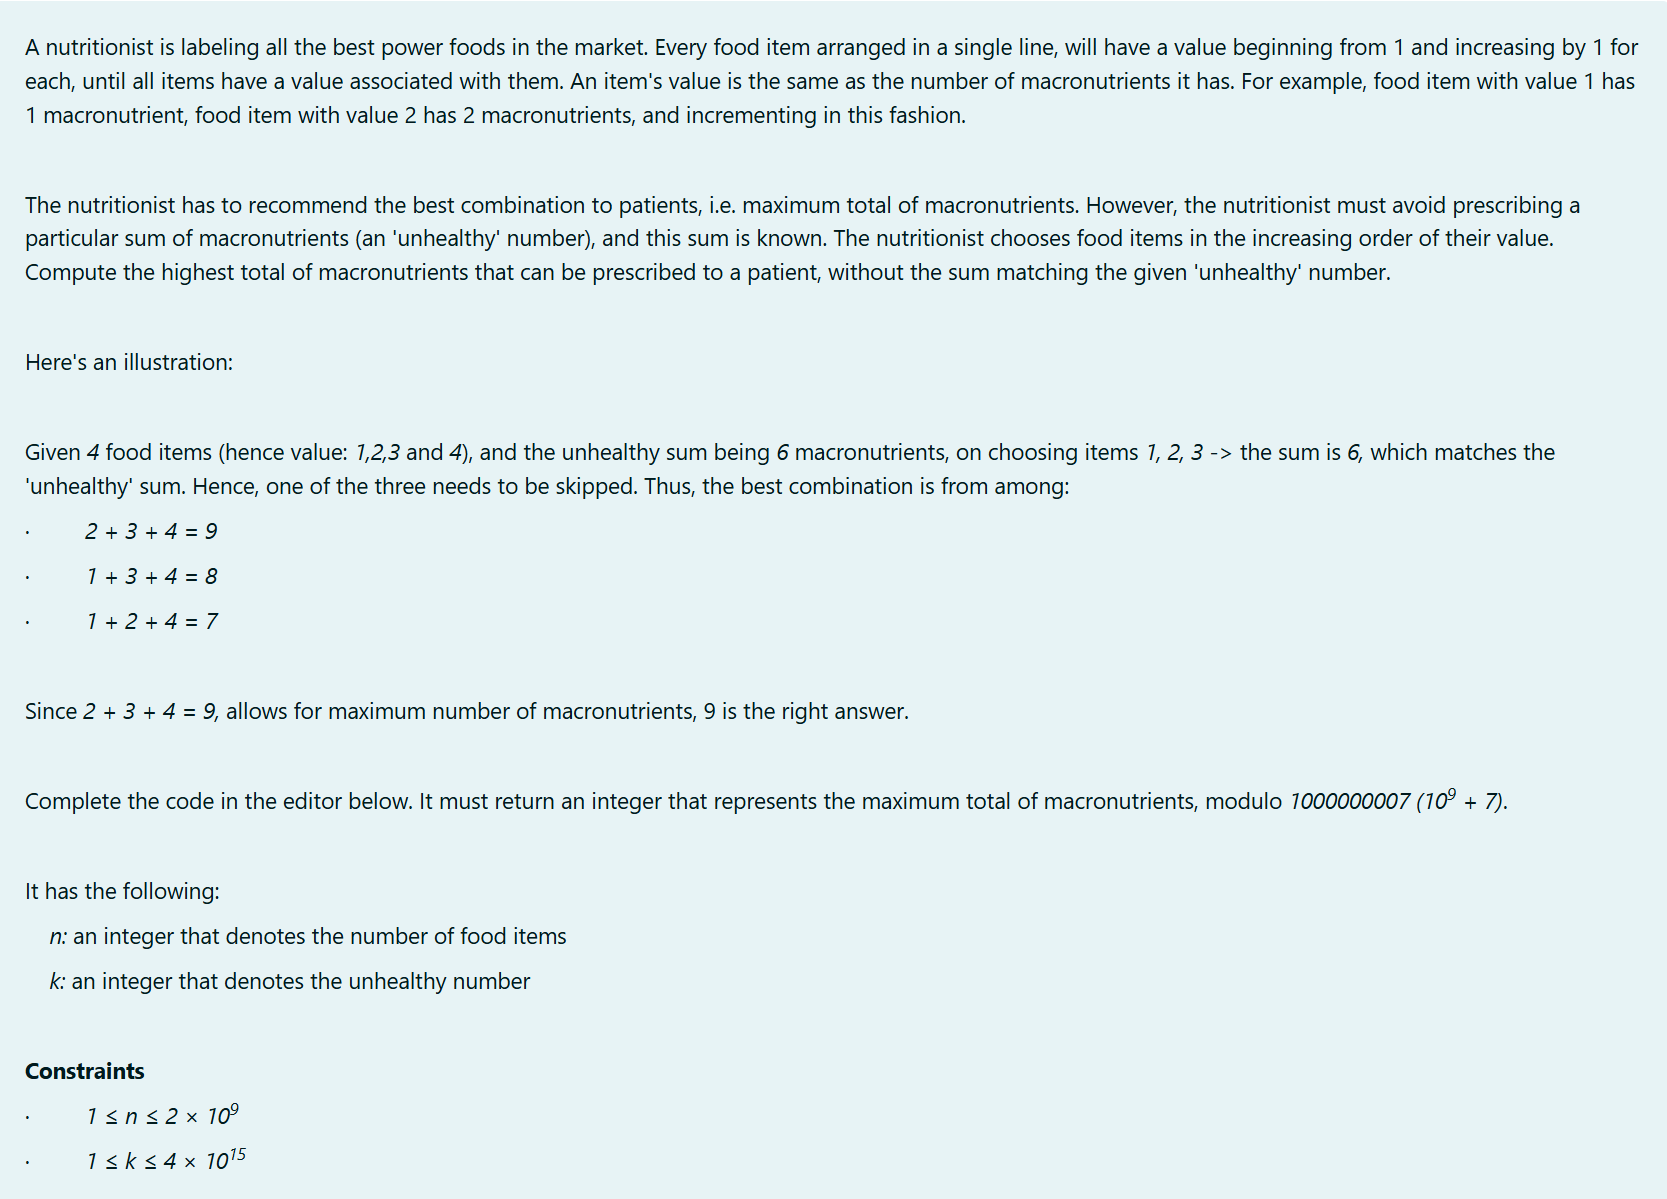 A nutritionist is labeling all the best power foods in the market. Every food item arranged in a single line, will have a value beginning from 1 and increasing by 1 for
each, until all items have a value associated with them. An item's value is the same as the number of macronutrients it has. For example, food item with value 1 has
1 macronutrient, food item with value 2 has 2 macronutrients, and incrementing in this fashion.
The nutritionist has to recommend the best combination to patients, i.e. maximum total of macronutrients. However, the nutritionist must avoid prescribing a
particular sum of macronutrients (an 'unhealthy' number), and this sum is known. The nutritionist chooses food items in the increasing order of their value.
Compute the highest total of macronutrients that can be prescribed to a patient, without the sum matching the given 'unhealthy' number.
Here's an illustration:
Given 4 food items (hence value: 1,2,3 and 4), and the unhealthy sum being 6 macronutrients, on choosing items 1, 2, 3 -> the sum is 6, which matches the
'unhealthy' sum. Hence, one of the three needs to be skipped. Thus, the best combination is from among:
· 2 + 3 + 4 = 9
· 1 + 3 + 4 = 8
· 1 + 2 + 4 = 7
Since 2 + 3 + 4 = 9, allows for maximum number of macronutrients, 9 is the right answer.
Complete the code in the editor below. It must return an integer that represents the maximum total of macronutrients, modulo 1000000007 (10⁹ + 7).
It has the following:
n: an integer that denotes the number of food items
k: an integer that denotes the unhealthy number
Constraints
· 1 ≤ n ≤ 2 × 10⁹
· 1 ≤ k ≤ 4 × 10¹⁵